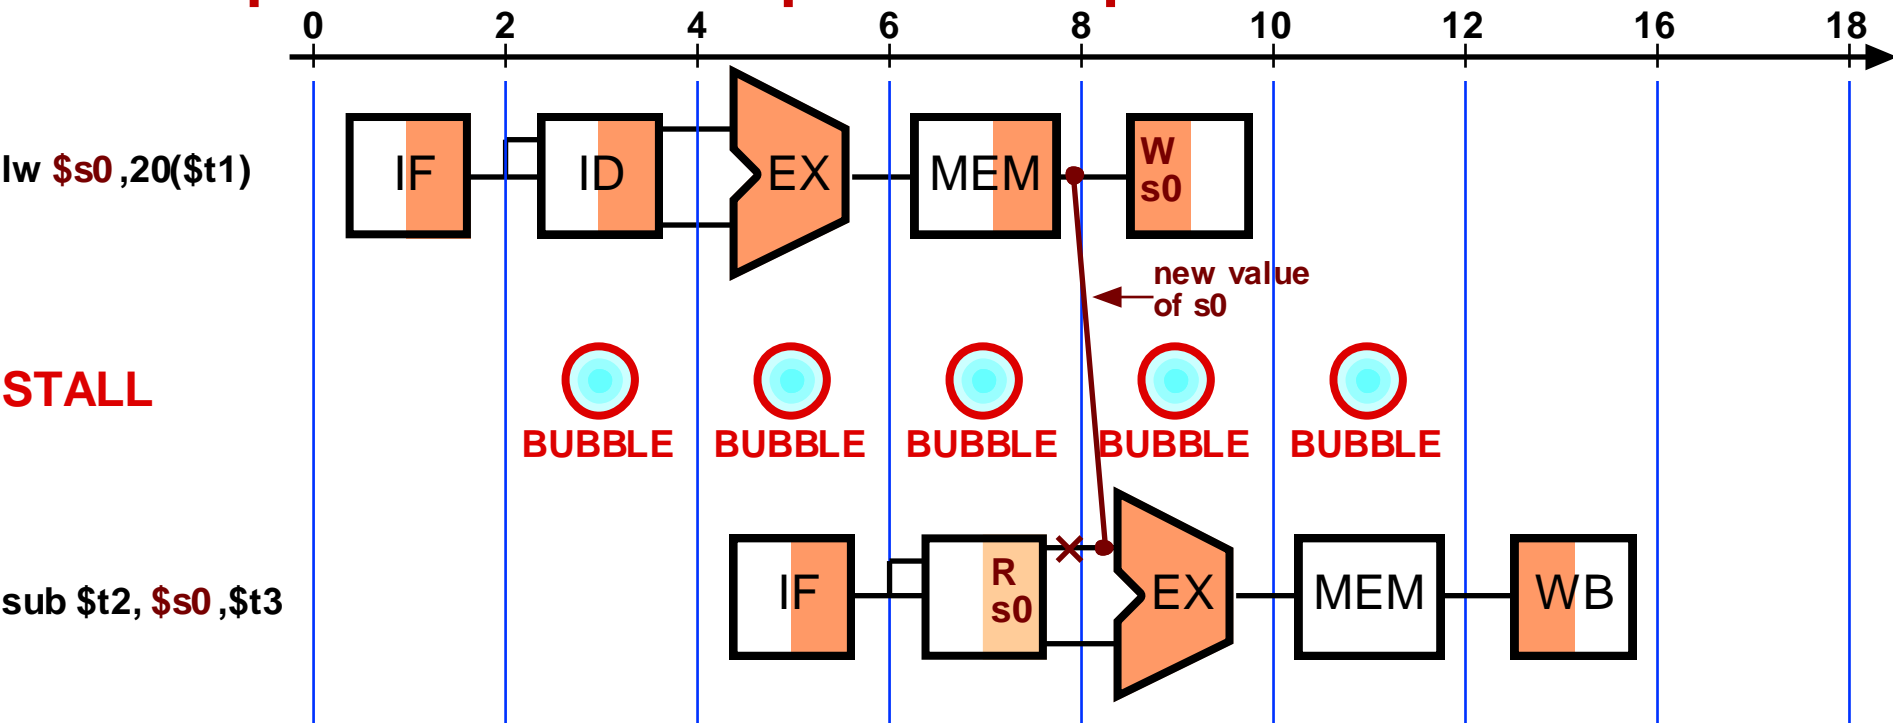 0 2 4 6 8 10 12 16 18
lw $s0,20($t1)
IF ID EX MEM W
s0
new value
of s0
STALL
BUBBLE BUBBLE BUBBLE BUBBLE BUBBLE
sub $t2, $s0,$t3
IF R
s0 EX MEM WB